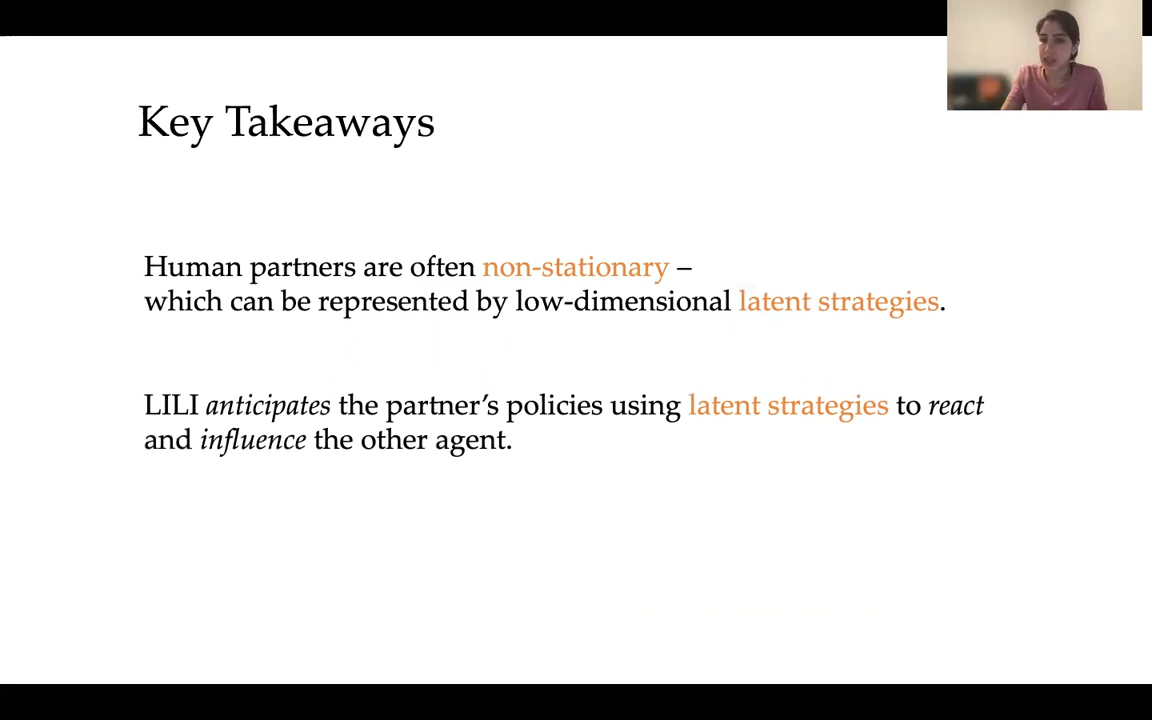 Key Takeaways
Human partners are often non-stationary –
which can be represented by low-dimensional latent strategies.
LILI anticipates the partner’s policies using latent strategies to react
and influence the other agent.